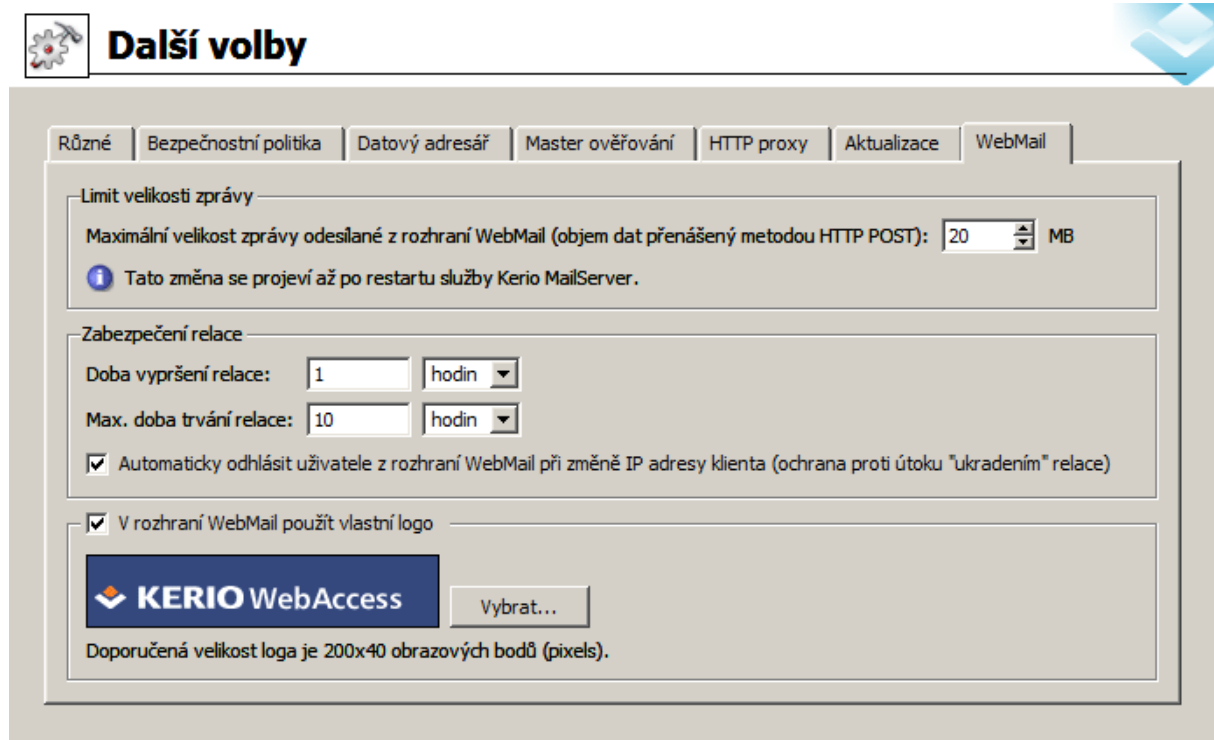 Další volby
Různé Bezpečnostní politika Datový adresář Master ověřování HTTP proxy Aktualizace WebMail
Limit velikosti zprávy
Maximální velikost zprávy odesílané z rozhraní WebMail (objem dat přenášený metodou HTTP POST): 20 MB
Tato změna se projeví až po restartu služby Kerio MailServer.
Zabezpečení relace
Doba vypršení relace: 1 hodin
Max. doba trvání relace: 10 hodin
Automaticky odhlásit uživatele z rozhraní WebMail při změně IP adresy klienta (ochrana proti útoku "ukradením" relace)
V rozhraní WebMail použít vlastní logo
KERIO WebAccess
Vybrat...
Doporučená velikost loga je 200x40 obrazových bodů (pixels).